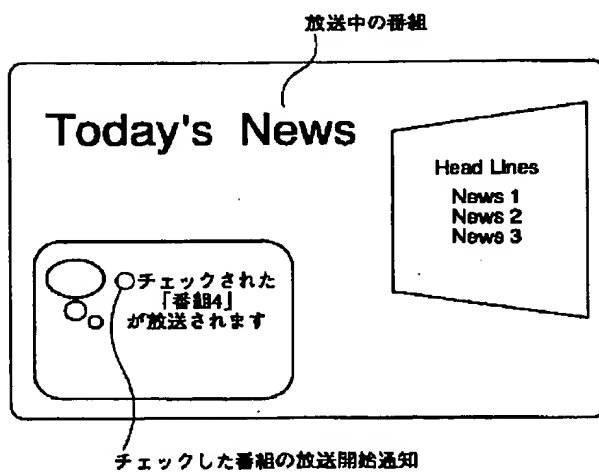 放送中の番組
Today's News
Head Lines
News 1
News 2
News 3
チェックされた
「番組4」
が放送されます
チェックした番組の放送開始通知